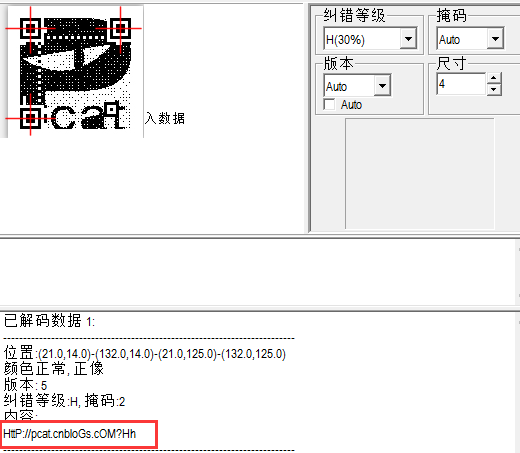 cat
入数据
纠错等级
H(30%)
掩码
Auto
版本
Auto
Auto
尺寸
4
已解码数据 1:
位置:(21.0,14.0)-(132.0,14.0)-(21.0,125.0)-(132.0,125.0)
颜色正常, 正像
版本: 5
纠错等级:H, 掩码:2
内容:
HttP://pcat.cnbloGs.cOM?Hh